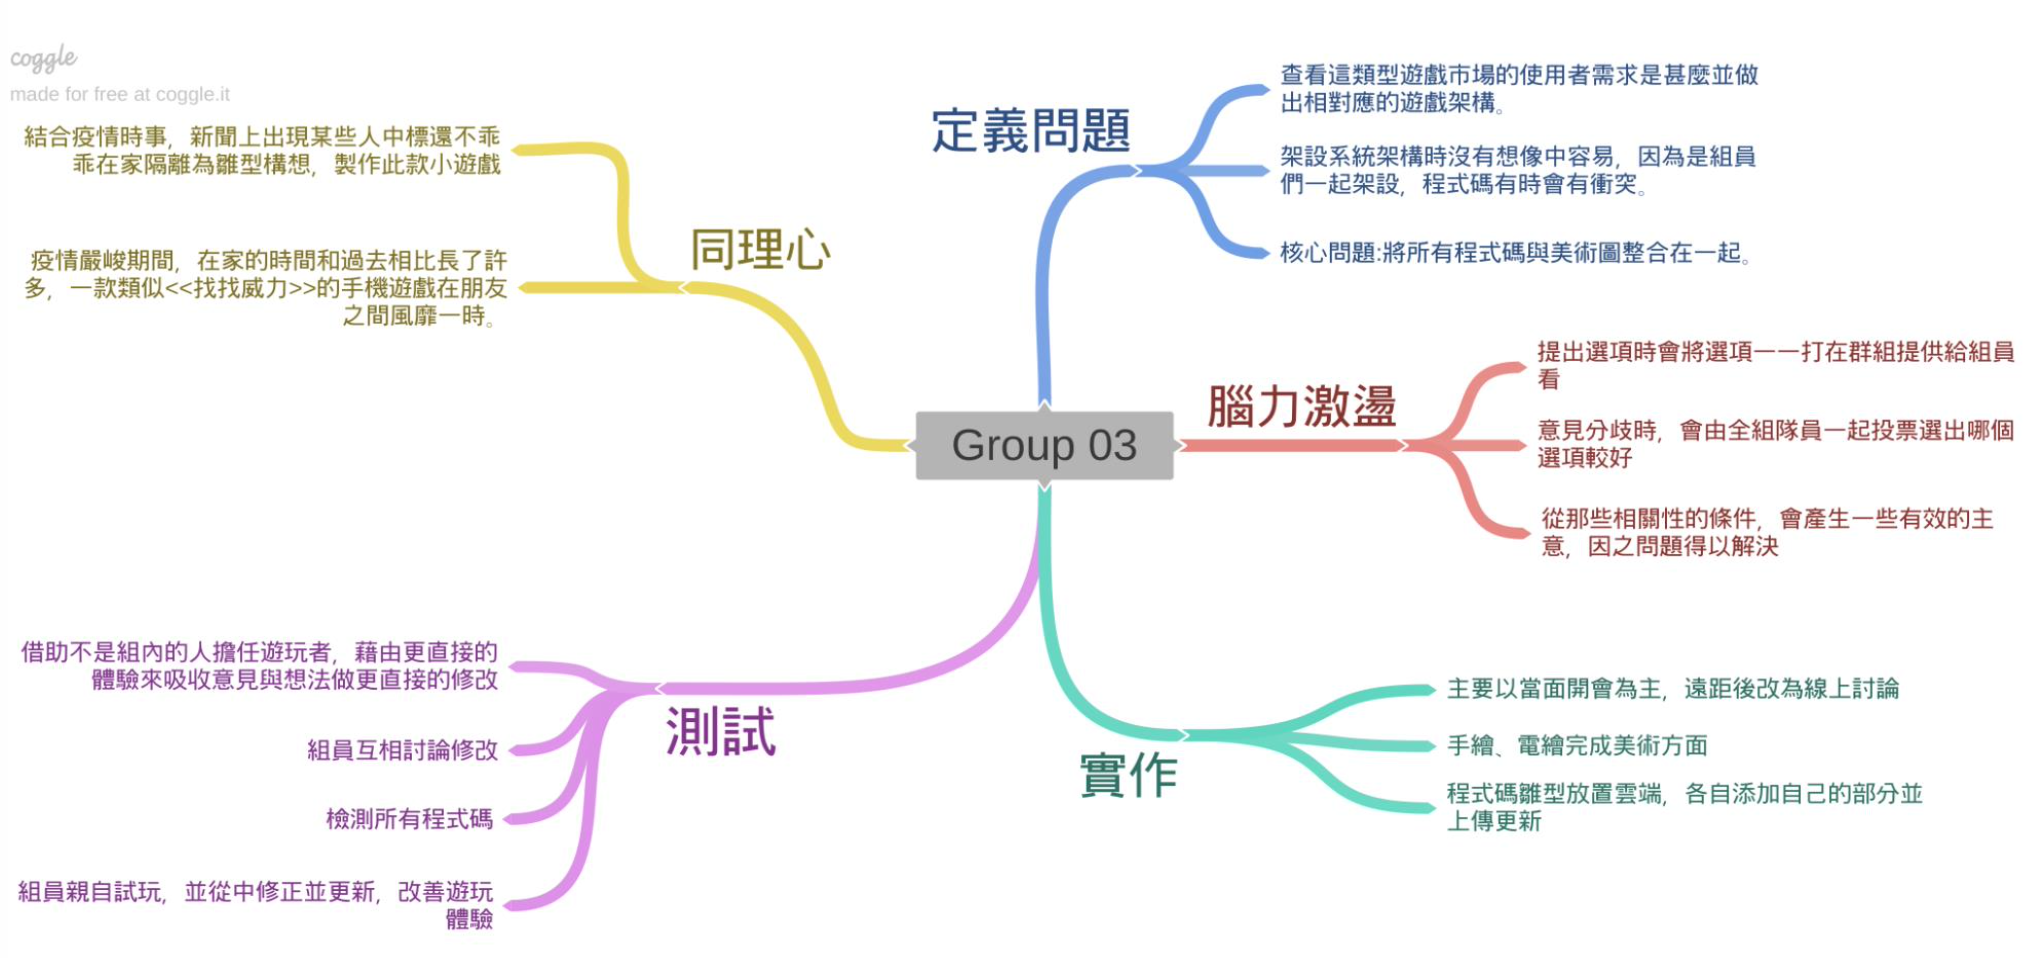 coggle
made for free at coggle.it
結合疫情時事，新聞上出現某些人中標還不乖
乖在家隔離為雛型構想，製作此款小遊戲
疫情嚴峻期間，在家的時間和過去相比長了許
多，一款類似<<找找威力>>的手機遊戲在朋友
之間風靡一時。
同理心
定義問題
查看這類型遊戲市場的使用者需求是甚麼並做
出相對應的遊戲架構。
架設系統架構時沒有想像中容易，因為是組員
們一起架設，程式碼有時會有衝突。
核心問題:將所有程式碼與美術圖整合在一起。
Group 03
腦力激盪
提出選項時會將選項一一打在群組提供給組員
看
意見分歧時，會由全組隊員一起投票選出哪個
選項較好
從那些相關性的條件，會產生一些有效的主
意，因之問題得以解決
實作
主要以當面開會為主，遠距後改為線上討論
手繪、電繪完成美術方面
程式碼雛型放置雲端，各自添加自己的部分並
上傳更新
測試
借助不是組內的人擔任遊玩者，藉由更直接的
體驗來吸收意見與想法做更直接的修改
組員互相討論修改
檢測所有程式碼
組員親自試玩，並從中修正並更新，改善遊玩
體驗